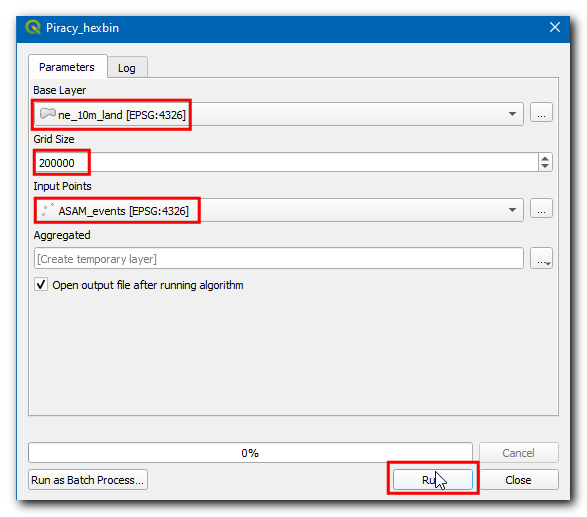 Piracy_hexbin
Parameters
Log
Base Layer
ne_10m_land [EPSG:4326]
...
Grid Size
200000
Input Points
ASAM_events [EPSG:4326]
...
Aggregated
[Create temporary layer]
...
Open output file after running algorithm
0%
Cancel
Run as Batch Process...
Close